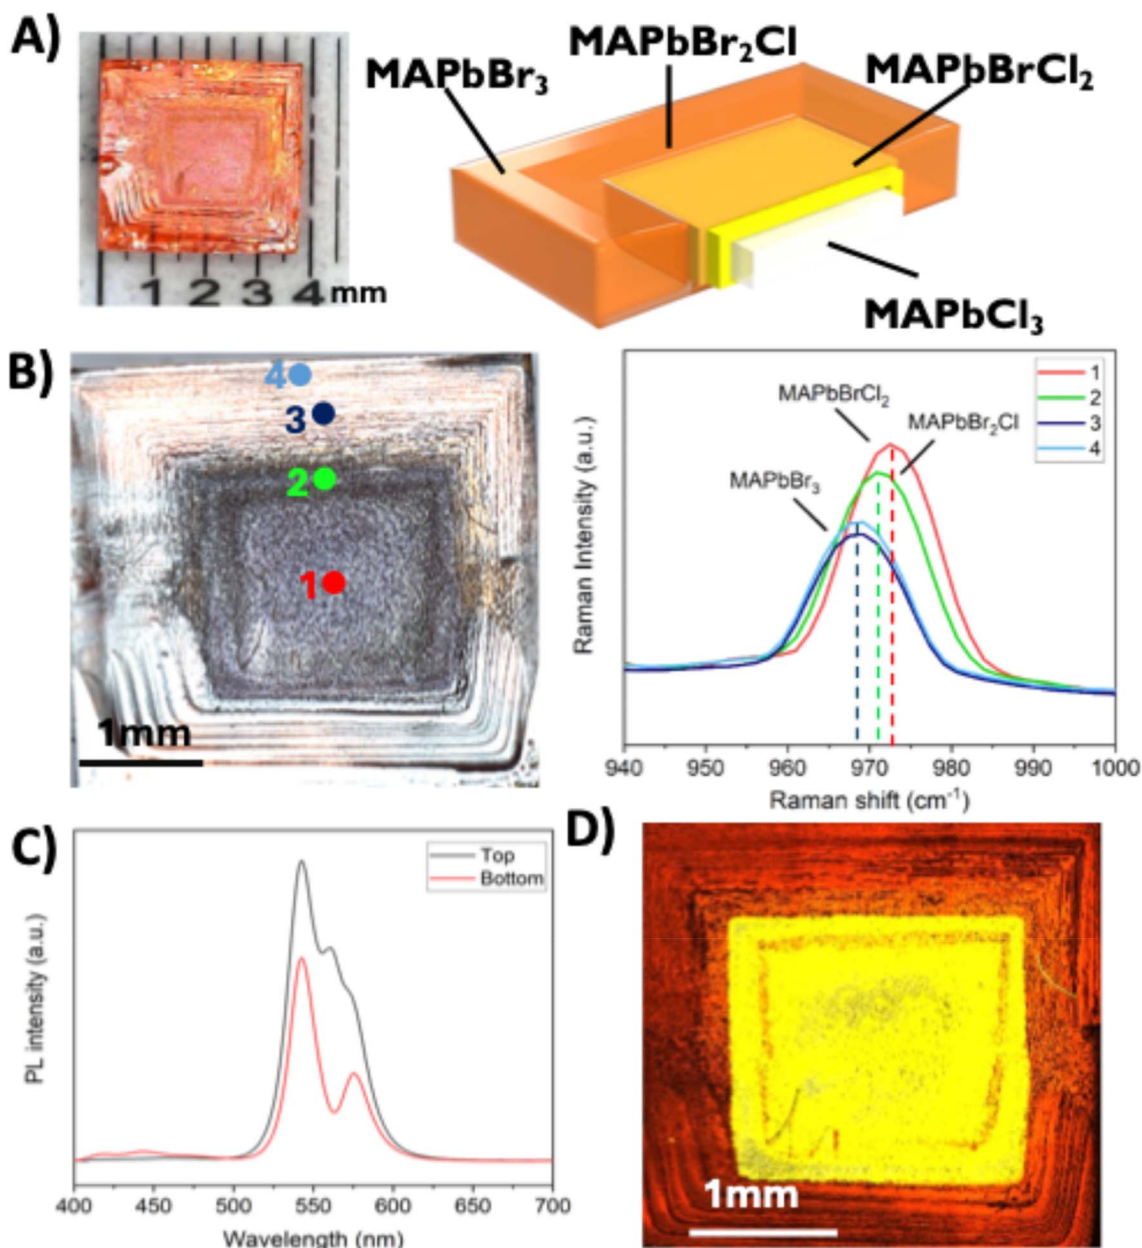 A)
MAPbBr₃
MAPbBr₂Cl
MAPbBrCl₂
MAPbCl₃
1 2 3 4 mm
B)
4
3
2
1
1mm
Raman Intensity (a.u.)
MAPbBrCl₂
MAPbBr₂Cl
MAPbBr₃
1
2
3
4
940 950 960 970 980 990 1000
Raman shift (cm⁻¹)
C)
PL intensity (a.u.)
Top
Bottom
400 450 500 550 600 650 700
Wavelength (nm)
D)
1mm